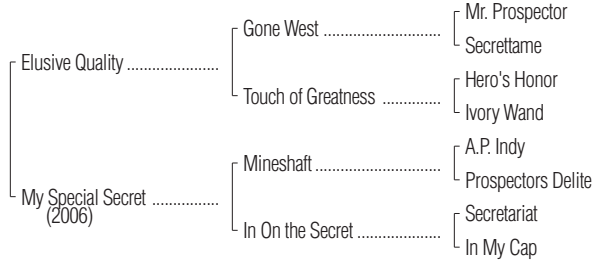 Mr. Prospector
Gone West ........................................
Secrettame
Elusive Quality .....................
Hero's Honor
Touch of Greatness ...............
Ivory Wand
A.P. Indy
Mineshaft ...........................
Prospectors Delite
My Special Secret ...............
(2006)
Secretariat
In On the Secret ...................
In My Cap